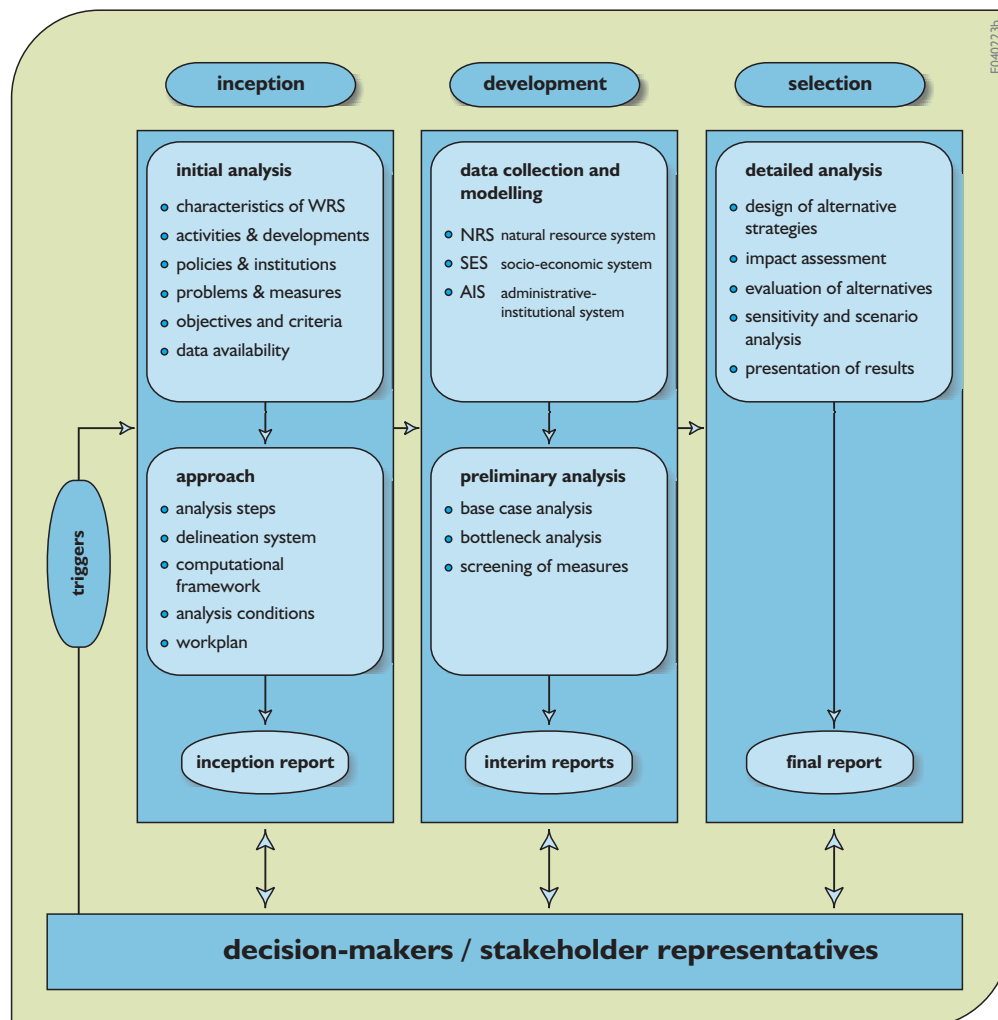 E040223b
inception
development
selection
initial analysis
characteristics of WRS
activities & developments
policies & institutions
problems & measures
objectives and criteria
data availability
approach
analysis steps
delineation system
computational
framework
analysis conditions
workplan
inception report
data collection and
modelling
NRS natural resource system
SES socio-economic system
AIS administrative-
institutional system
preliminary analysis
base case analysis
bottleneck analysis
screening of measures
interim reports
detailed analysis
design of alternative
strategies
impact assessment
evaluation of alternatives
sensitivity and scenario
analysis
presentation of results
final report
triggers
decision-makers / stakeholder representatives